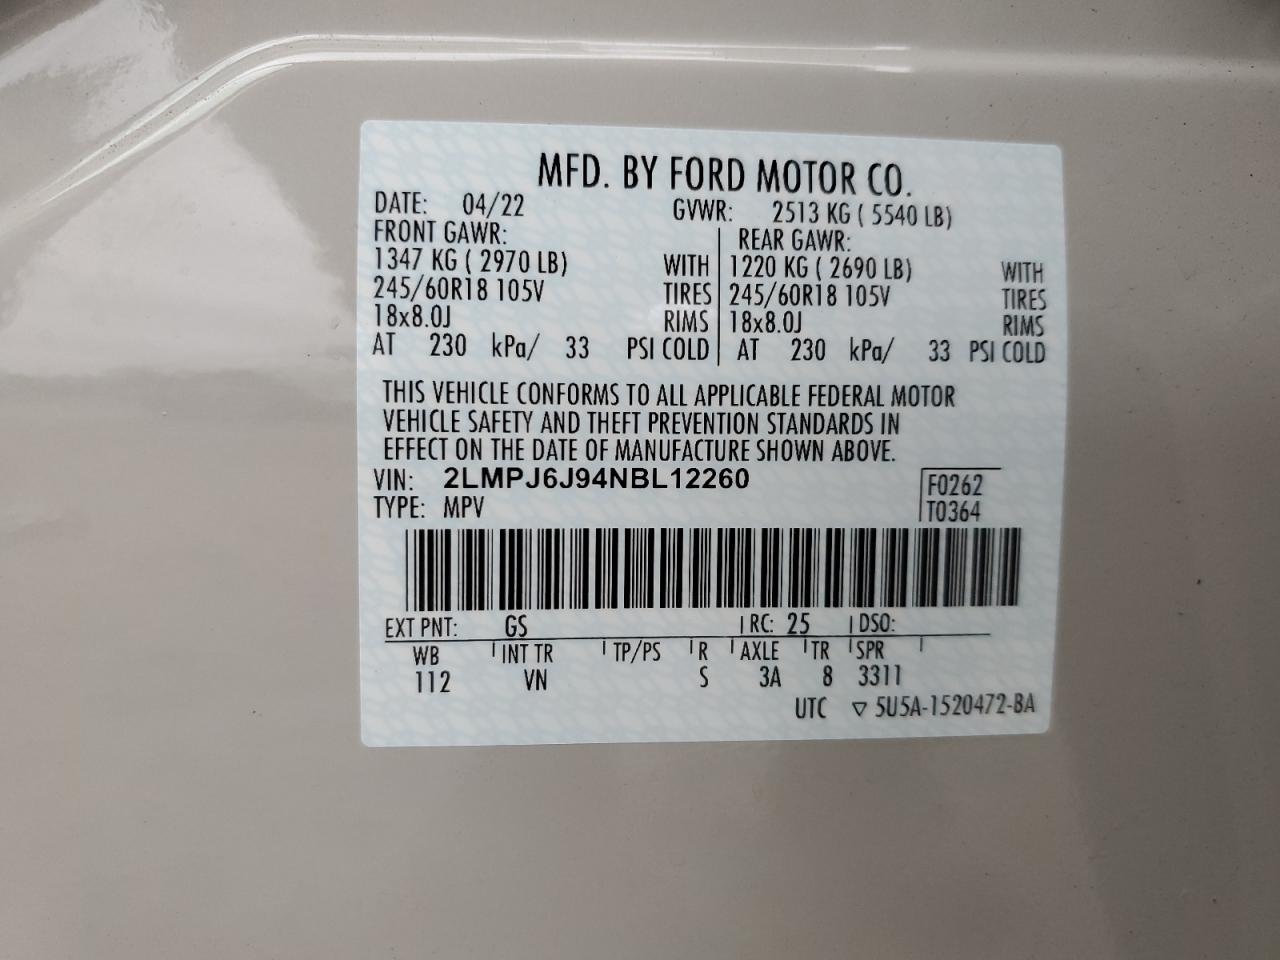 MFD. BY FORD MOTOR CO.
DATE: 04/22 GVWR: 2513 KG ( 5540 LB)
FRONT GAWR: REAR GAWR:
1347 KG ( 2970 LB) WITH 1220 KG ( 2690 LB) WITH
245/60R18 105V TIRES 245/60R18 105V TIRES
18x8.0J RIMS 18x8.0J RIMS
AT 230 kPa/ 33 PSI COLD AT 230 kPa/ 33 PSI COLD
THIS VEHICLE CONFORMS TO ALL APPLICABLE FEDERAL MOTOR
VEHICLE SAFETY AND THEFT PREVENTION STANDARDS IN
EFFECT ON THE DATE OF MANUFACTURE SHOWN ABOVE.
VIN: 2LMPJ6J94NBL12260 F0262
TYPE: MPV T0364
EXT PNT: GS RC: 25 DSO:
WB INT TR TP/PS R AXLE TR SPR
112 VN S 3A 8 3311
UTC ▽ 5U5A-1520472-BA